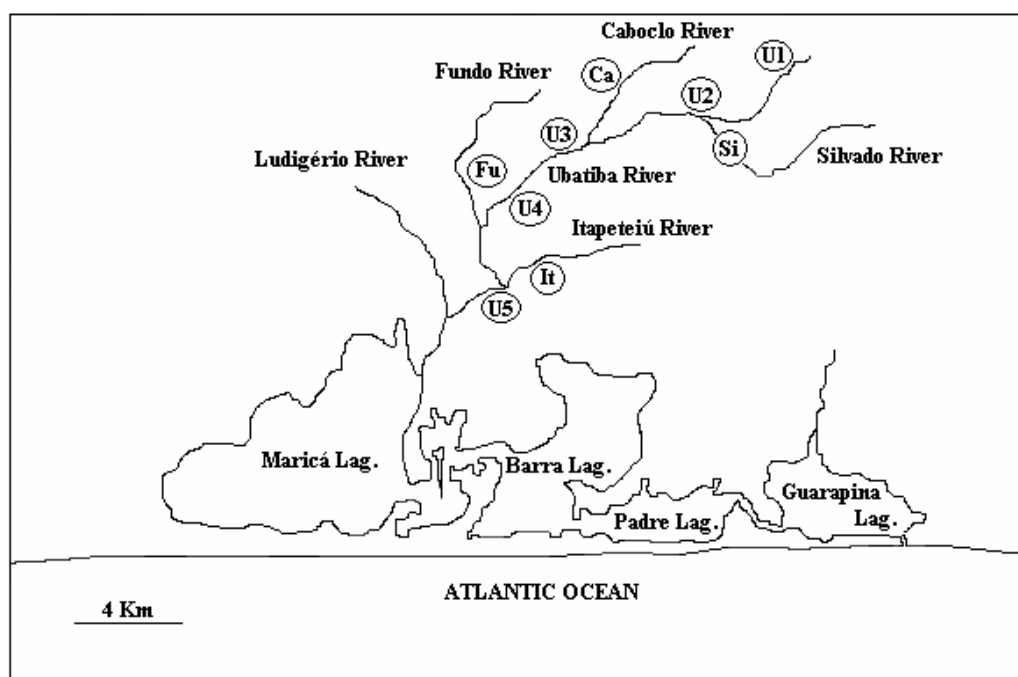 Caboclo River
U1
Fundo River
Ca
U2
U3
Si
Silvado River
Ludigério River
Fu
Ubatiba River
U4
Itapeteiú River
It
U5
Maricá Lag.
Barra Lag.
Guarapina
Lag.
Padre Lag.
ATLANTIC OCEAN
4 Km